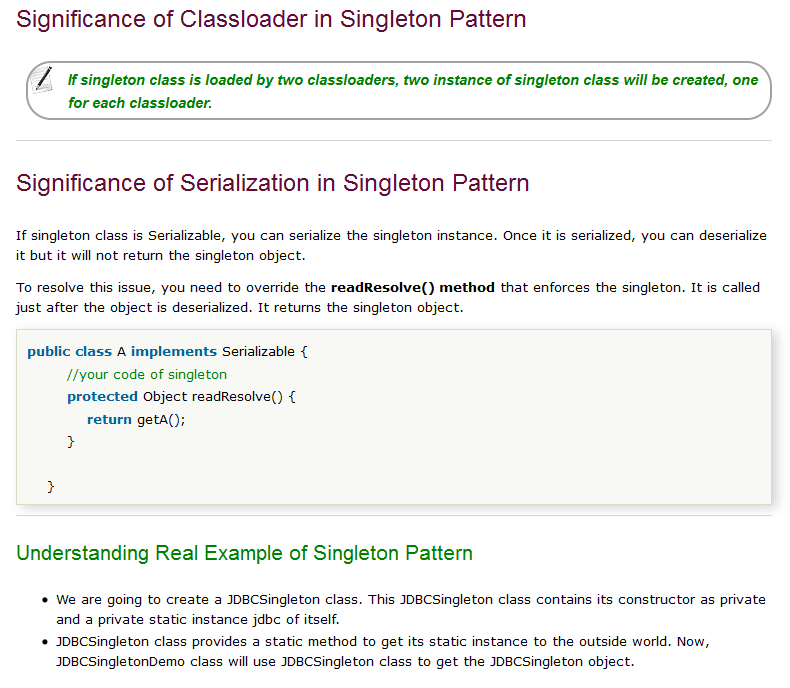 Significance of Classloader in Singleton Pattern
If singleton class is loaded by two classloaders, two instance of singleton class will be created, one
for each classloader.
Significance of Serialization in Singleton Pattern
If singleton class is Serializable, you can serialize the singleton instance. Once it is serialized, you can deserialize
it but it will not return the singleton object.
To resolve this issue, you need to override the readResolve() method that enforces the singleton. It is called
just after the object is deserialized. It returns the singleton object.
public class A implements Serializable {
//your code of singleton
protected Object readResolve() {
return getA();
}
}
Understanding Real Example of Singleton Pattern
• We are going to create a JDBCSingleton class. This JDBCSingleton class contains its constructor as private
and a private static instance jdbc of itself.
• JDBCSingleton class provides a static method to get its static instance to the outside world. Now,
JDBCSingletonDemo class will use JDBCSingleton class to get the JDBCSingleton object.